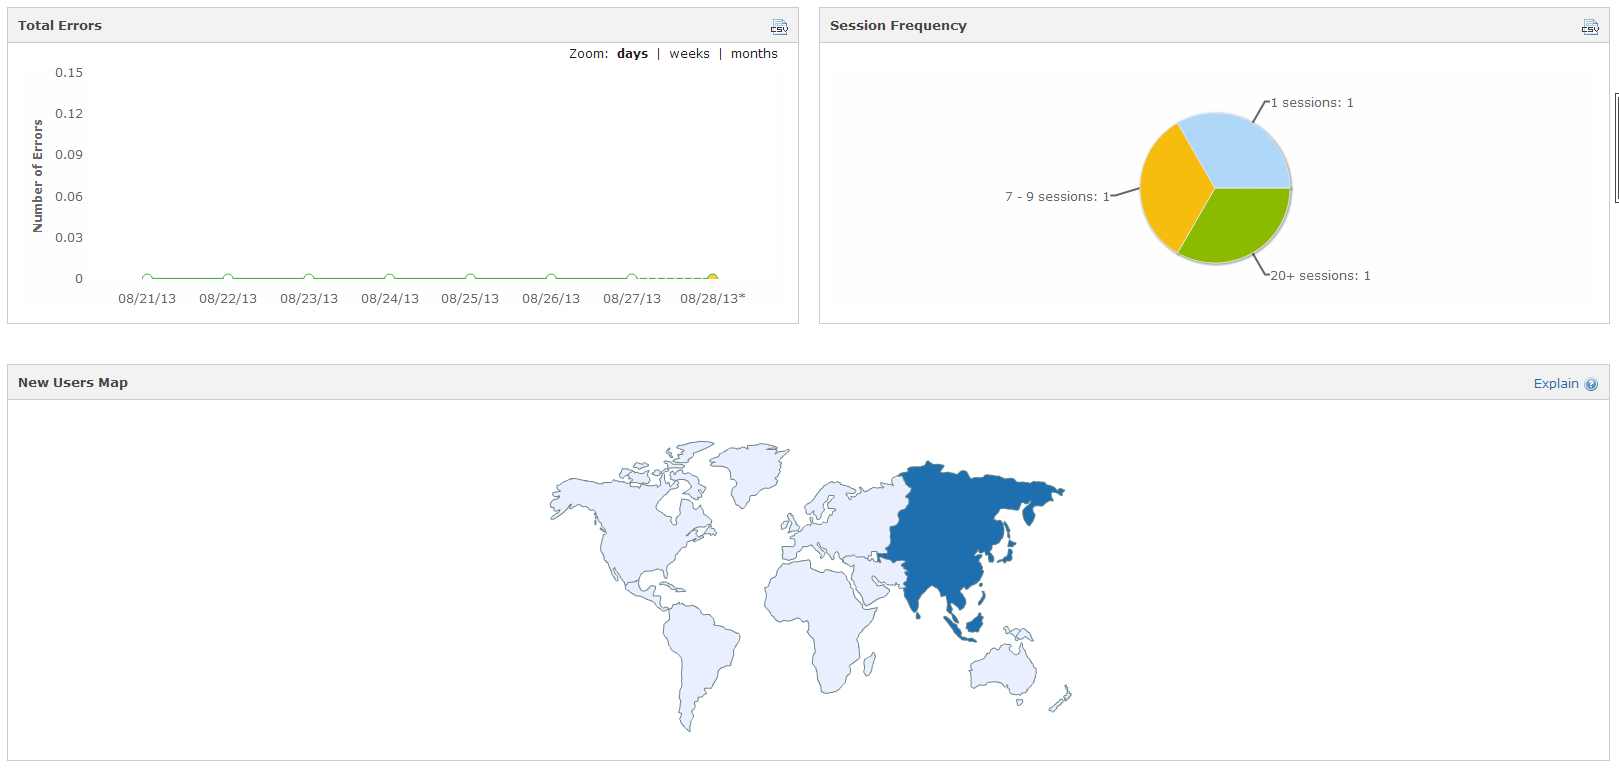 Total Errors
CSV
Zoom: days | weeks | months
0.15
0.12
0.09
0.06
0.03
0
Number of Errors
08/21/13 08/22/13 08/23/13 08/24/13 08/25/13 08/26/13 08/27/13 08/28/13*
Session Frequency
CSV
1 sessions: 1
7 - 9 sessions: 1
20+ sessions: 1
New Users Map
Explain ?